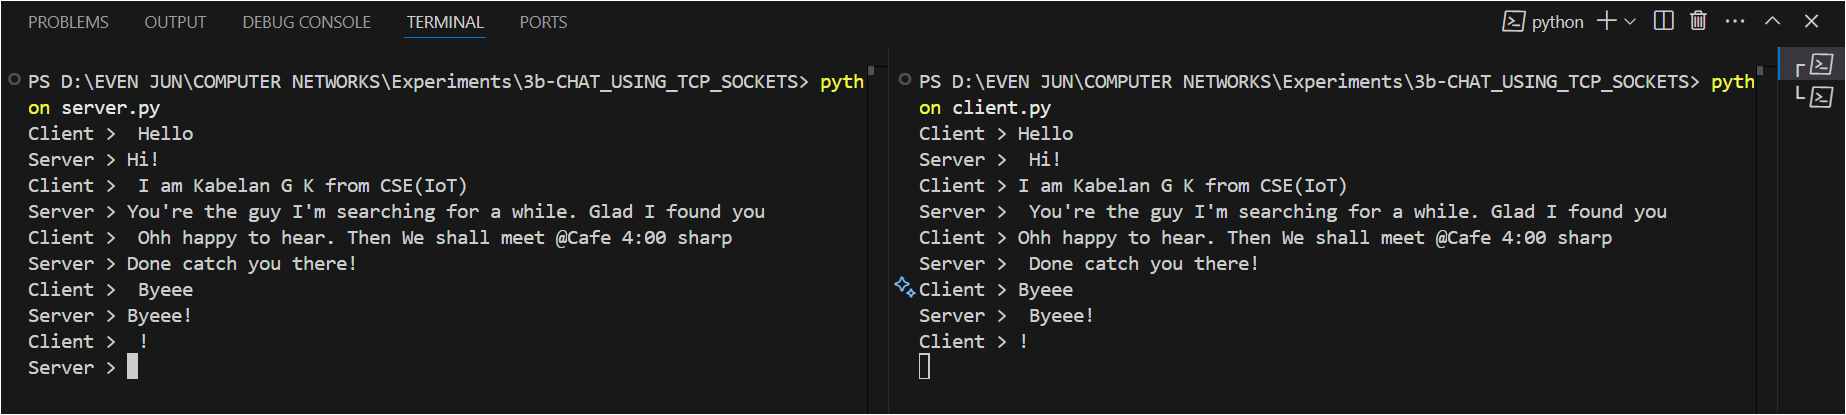 PROBLEMS OUTPUT DEBUG CONSOLE TERMINAL PORTS python
PS D:\EVEN JUN\COMPUTER NETWORKS\Experiments\3b-CHAT_USING_TCP_SOCKETS> pyth
on server.py
Client >  Hello
Server > Hi!
Client >  I am Kabelan G K from CSE(IoT)
Server > You're the guy I'm searching for a while. Glad I found you
Client >  Ohh happy to hear. Then We shall meet @Cafe 4:00 sharp
Server > Done catch you there!
Client >  Byeee
Server > Byeee!
Client >  !
Server >
PS D:\EVEN JUN\COMPUTER NETWORKS\Experiments\3b-CHAT_USING_TCP_SOCKETS> pyth
on client.py
Client > Hello
Server >  Hi!
Client > I am Kabelan G K from CSE(IoT)
Server >  You're the guy I'm searching for a while. Glad I found you
Client > Ohh happy to hear. Then We shall meet @Cafe 4:00 sharp
Server >  Done catch you there!
Client > Byeee
Server >  Byeee!
Client > !